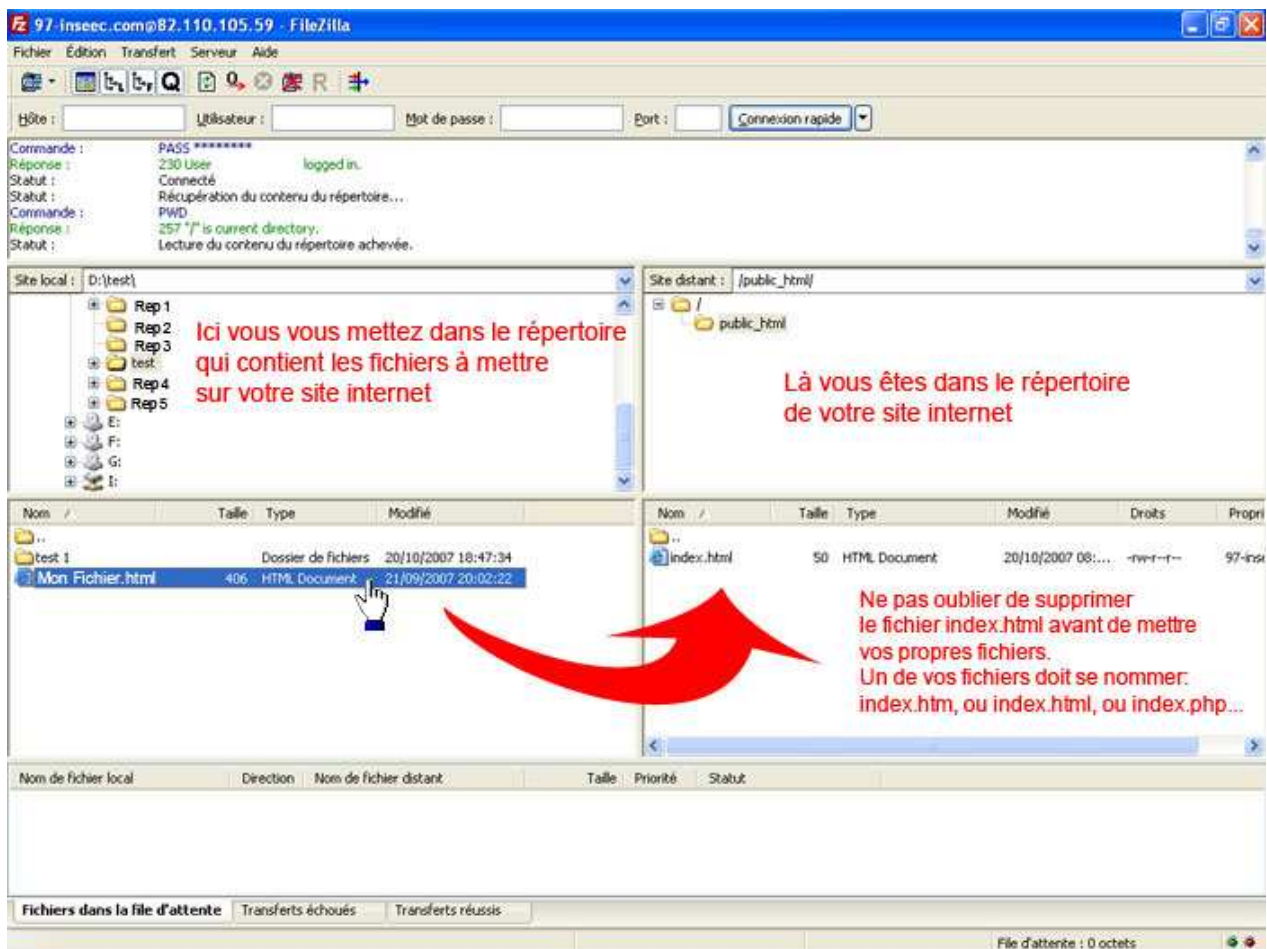 97-inseec.com@82.110.105.59 - FileZilla
Fichier Édition Transfert Serveur Aide
Hôte : Utilisateur : Mot de passe : Port : Connexion rapide
Commande : PASS ********
Réponse : 230 User logged in.
Statut : Connecté
Statut : Récupération du contenu du répertoire...
Commande : PWD
Réponse : 257 "/" is current directory.
Statut : Lecture du contenu du répertoire achevée.
Site local : D:\test\
Rep 1
Rep 2
Rep 3
test
Rep 4
Rep 5
E:
F:
G:
I:
Ici vous vous mettez dans le répertoire
qui contient les fichiers à mettre
sur votre site internet
Site distant : /public_html/
/
public_html
Là vous êtes dans le répertoire
de votre site internet
Nom / Taille Type Modifié
..
test 1 Dossier de fichiers 20/10/2007 18:47:34
Mon Fichier.html 406 HTML Document 21/09/2007 20:02:22
Nom / Taille Type Modifié Droits Propri
..
index.html 50 HTML Document 20/10/2007 08:... -rw-r--r-- 97-inse
Ne pas oublier de supprimer
le fichier index.html avant de mettre
vos propres fichiers.
Un de vos fichiers doit se nommer:
index.htm, ou index.html, ou index.php...
Nom de fichier local Direction Nom de fichier distant Taille Priorité Statut
Fichiers dans la file d'attente Transferts échoués Transferts réussis
File d'attente : 0 octets